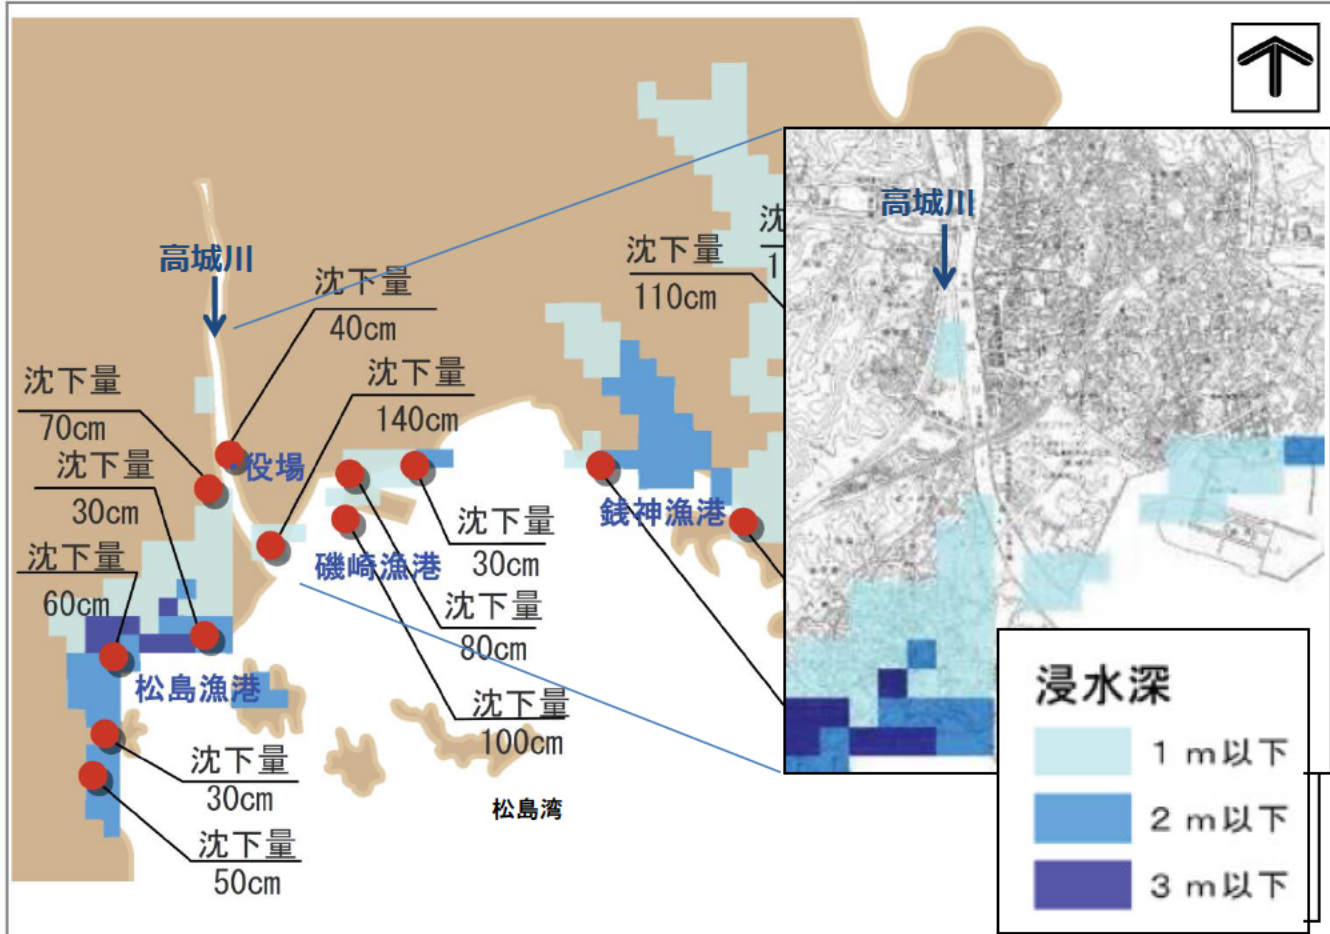 高城川
沈下量
40cm
沈下量
140cm
沈下量
70cm
沈下量
30cm
沈下量
60cm
役場
磯崎漁港
沈下量
30cm
沈下量
80cm
沈下量
100cm
松島漁港
沈下量
30cm
沈下量
50cm
松島湾
沈下量
110cm
銭神漁港
高城川
浸水深
1 m以下
2 m以下
3 m以下